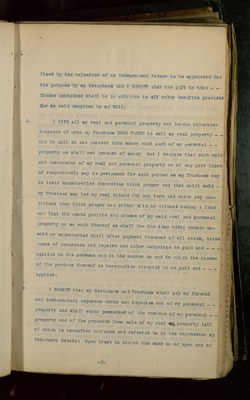 fixed by the valuation of an Independent Valuer to be appointed for
the purpose by my Executors and I DIRECT that the gift in this - -
Clause contained shall be in addition to all other benefits provided
for my said daughter by my Will.
I GIVE all my real and personal property not herein otherwise
disposed of unto my Trustees UPON TRUST to sell my real property - -
and to call in and convert into money such part of my personal - -
property as shall not consist of money And I declare that such sale
and conversion of my real and personal property or of any part there
of respectively may be postponed for such period as my Trustees may
in their uncontrolled discretion think proper and that until sold - -
my Trustees may let my real estate for any term and under any con-
ditions they think proper and either with or without taking a fine
and that the rents profits and income of my said real and personal
property or so much thereof as shall for the time being remain un-
sold or unconverted shall after payment thereout of all rates, taxes
costs of insurance and repairs and other outgoings be paid and - -
applied to the persons and in the manner to and in which the income
of the produce thereof is hereinafter directed to be paid and - - -
applied.
I DIRECT that my Executors and Trustees shall pay my funeral
and testamentary expenses debts and legacies out of my personal - -
property and shall stand possessed of the residue of my personal - -
property and of the proceeds from sale of my real property (all
of which is hereafter included and referred to in the expression my
Residuary Estate) Upon trust to invest the same in or upon any of